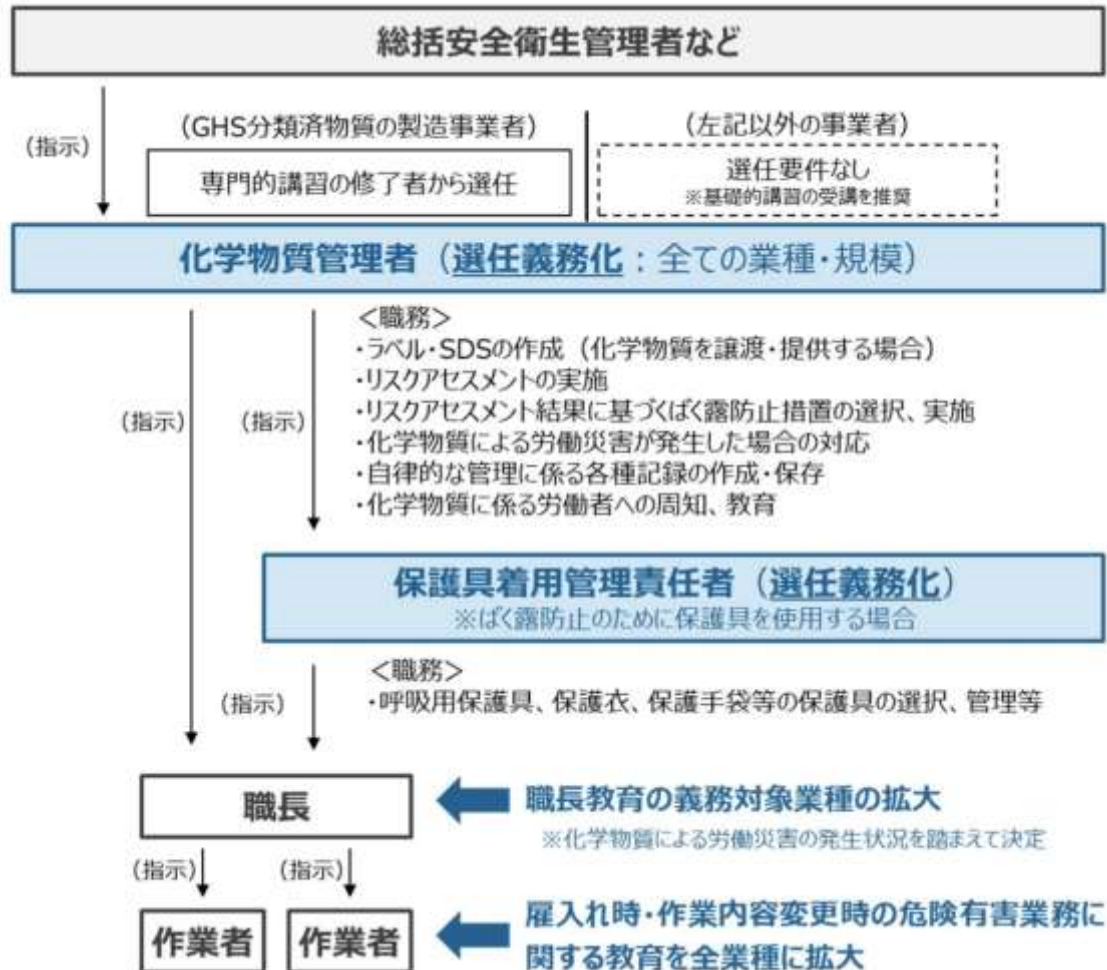 総括安全衛生管理者など
(指示)
(GHS分類済物質の製造事業者)
専門的講習の修了者から選任
(左記以外の事業者)
選任要件なし
※基礎的講習の受講を推奨
化学物質管理者（選任義務化：全ての業種・規模）
(指示)
(指示)
＜職務＞
・ラベル・SDSの作成（化学物質を譲渡・提供する場合）
・リスクアセスメントの実施
・リスクアセスメント結果に基づくばく露防止措置の選択、実施
・化学物質による労働災害が発生した場合の対応
・自律的な管理に係る各種記録の作成・保存
・化学物質に係る労働者への周知、教育
保護具着用管理責任者（選任義務化）
※ばく露防止のために保護具を使用する場合
(指示)
＜職務＞
・呼吸用保護具、保護衣、保護手袋等の保護具の選択、管理等
職長
職長教育の義務対象業種の拡大
※化学物質による労働災害の発生状況を踏まえて決定
(指示)
(指示)
作業者
作業者
雇入れ時・作業内容変更時の危険有害業務に
関する教育を全業種に拡大